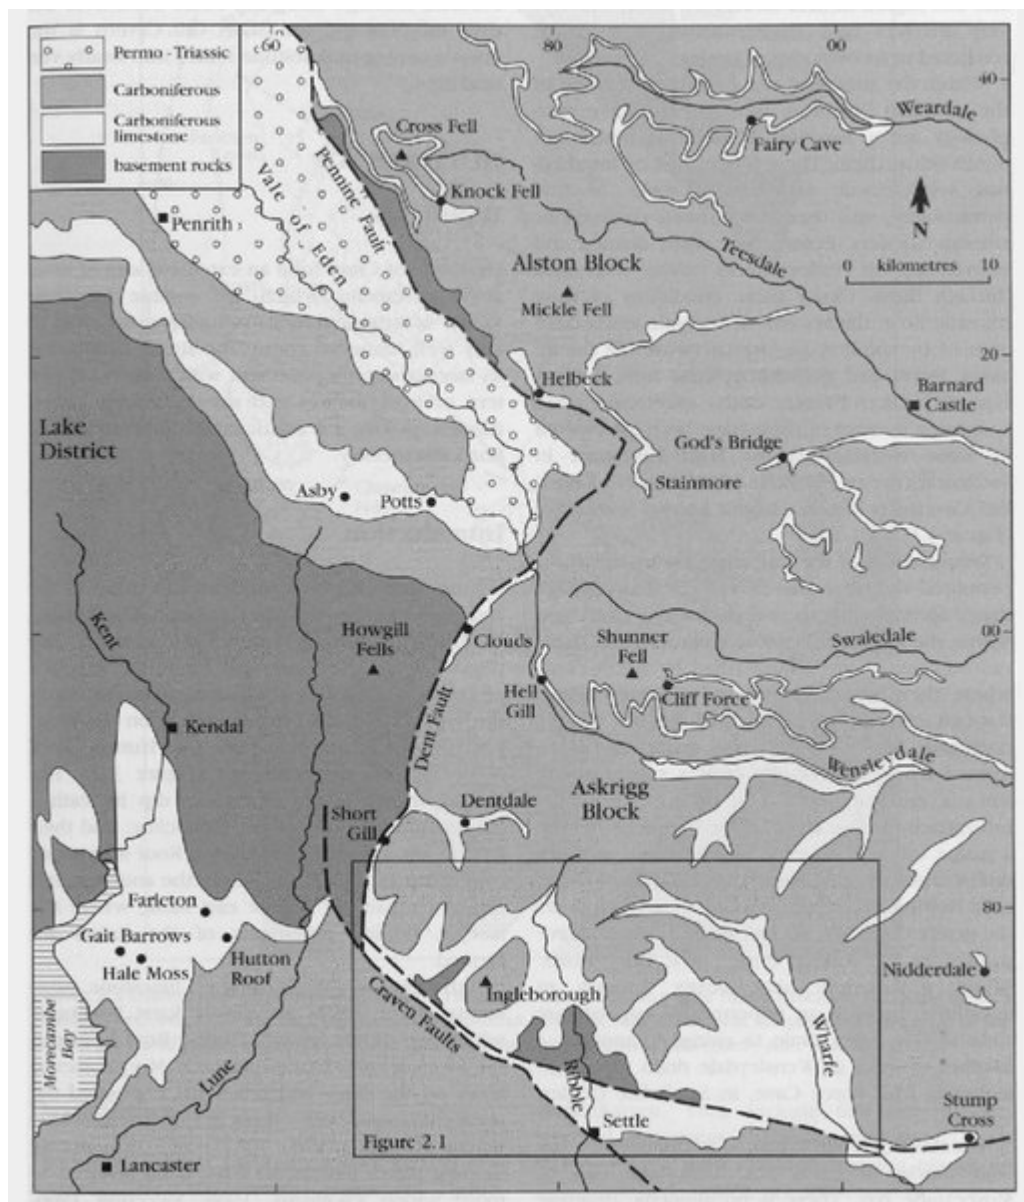 60
80
00
Permo - Triassic
Carboniferous
Carboniferous
limestone
basement rocks
40
Weardale
Cross Fell
Fairy Cave
Pennine Fault
Vale of Eden
Knock Fell
Penrith
N
Teesdale
Alston Block
0 kilometres 10
Mickle Fell
20
Helbeck
Barnard
Castle
Lake
District
God's Bridge
Stainmore
Asby
Potts
Kent
Howgill
Fells
Clouds
Shunner
Fell
00
Swaledale
Hell
Gill
Cliff Force
Dent Fault
Kendal
Wensleydale
Askrigg
Block
Short
Gill
Dentdale
Farleton
80
Gait Barrows
Hale Moss
Hutton
Roof
Nidderdale
Ingleborough
Craven Faults
Morecambe
Bay
Wharfe
Lune
Ribble
Stump
Cross
Settle
Figure 2.1
Lancaster